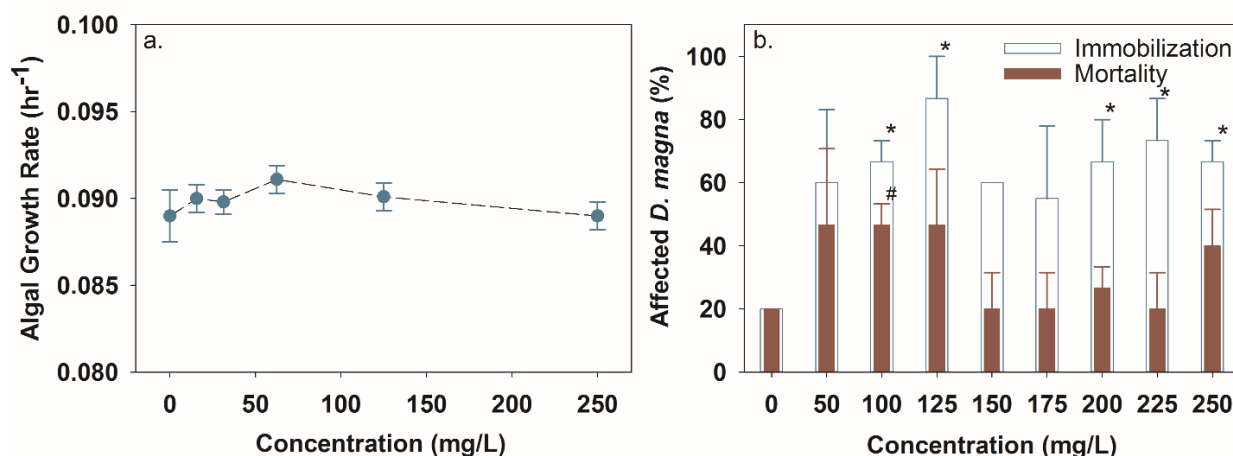 a.
0.100
0.095
0.090
0.085
0.080
Algal Growth Rate (hr⁻¹)
0 50 100 150 200 250
Concentration (mg/L)
b.
Immobilization
Mortality
100
80
60
40
20
0
Affected D. magna (%)
* * * * *
#
0 50 100 125 150 175 200 225 250
Concentration (mg/L)